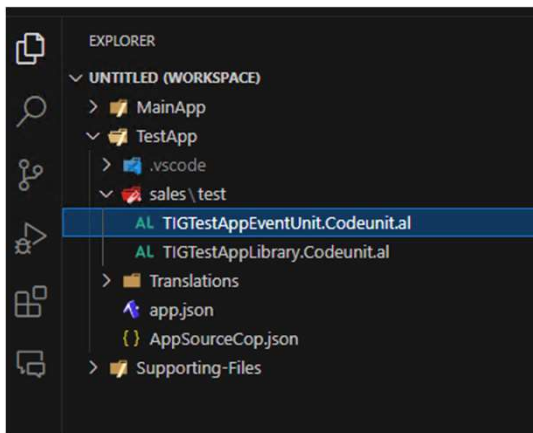 EXPLORER
UNTITLED (WORKSPACE)
MainApp
TestApp
.vscode
sales\test
AL TIGTestAppEventUnit.Codeunit.al
AL TIGTestAppLibrary.Codeunit.al
Translations
app.json
{ } AppSourceCop.json
Supporting-Files